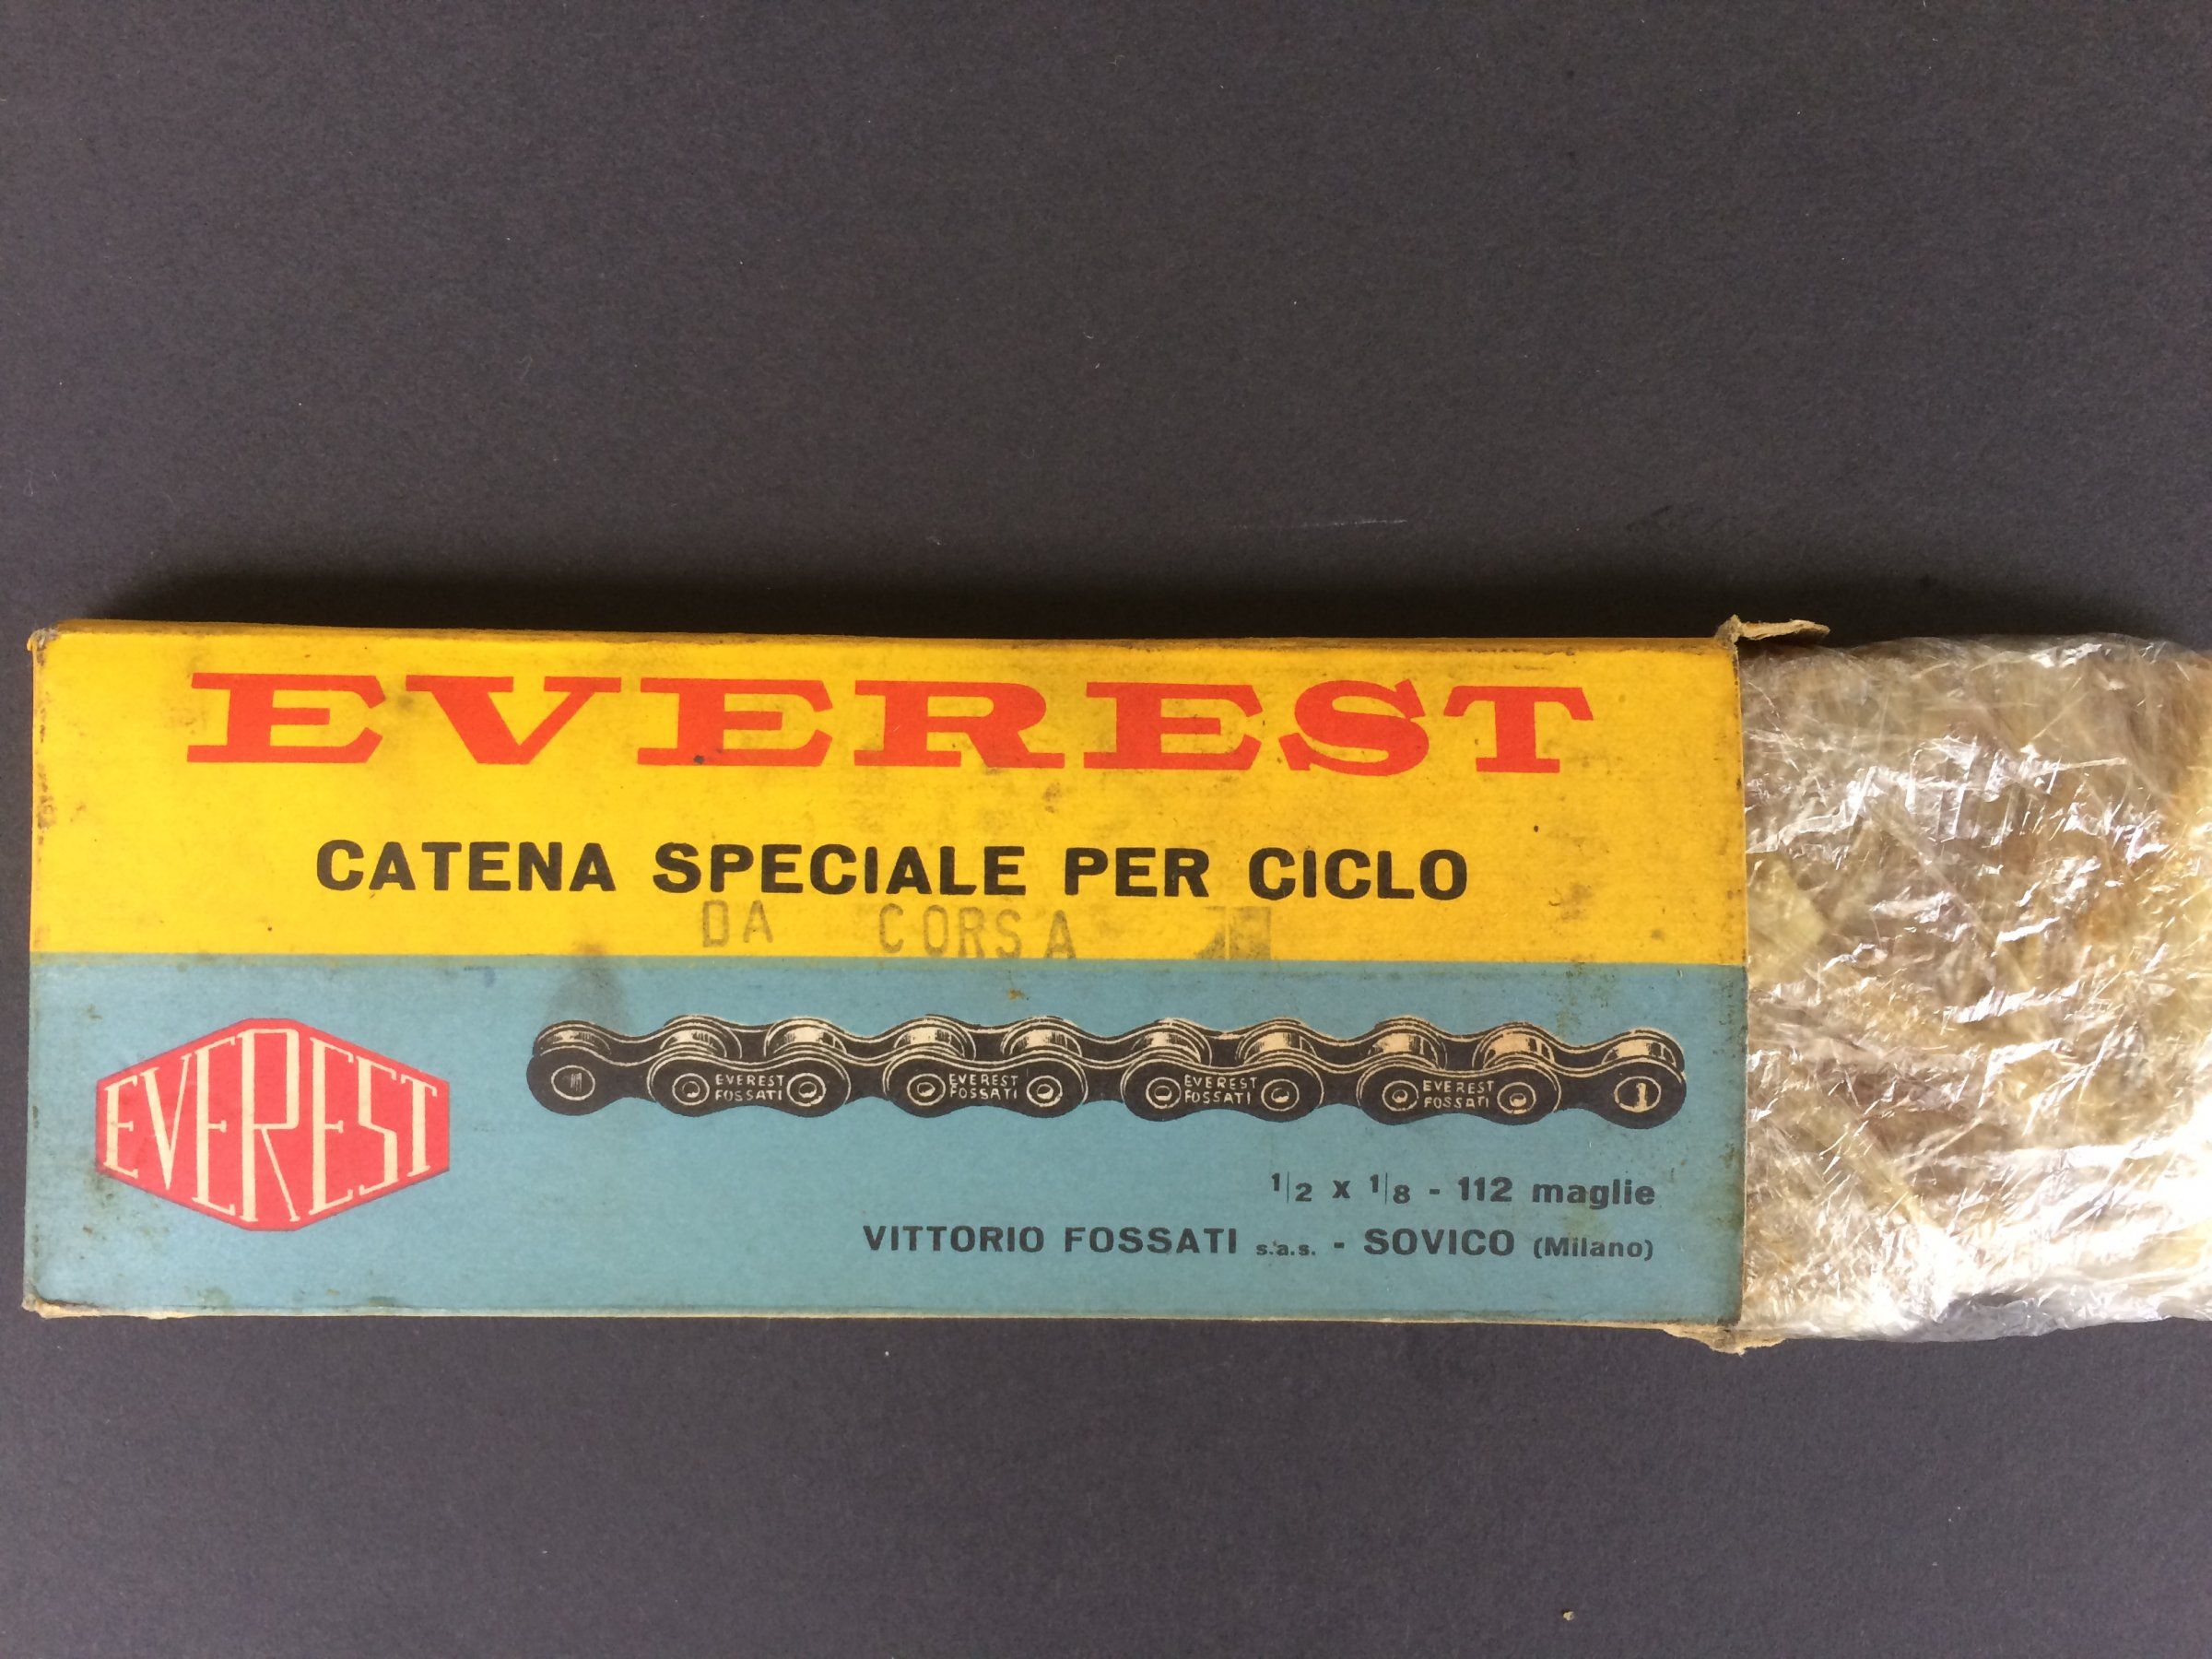 EVEREST
CATENA SPECIALE PER CICLO
DA CORSA
EVEREST
EVEREST FOSSATI
EVEREST FOSSATI
EVEREST FOSSATI
EVEREST FOSSATI
1/2 x 1/8 - 112 maglie
VITTORIO FOSSATI s.a.s. - SOVICO (Milano)